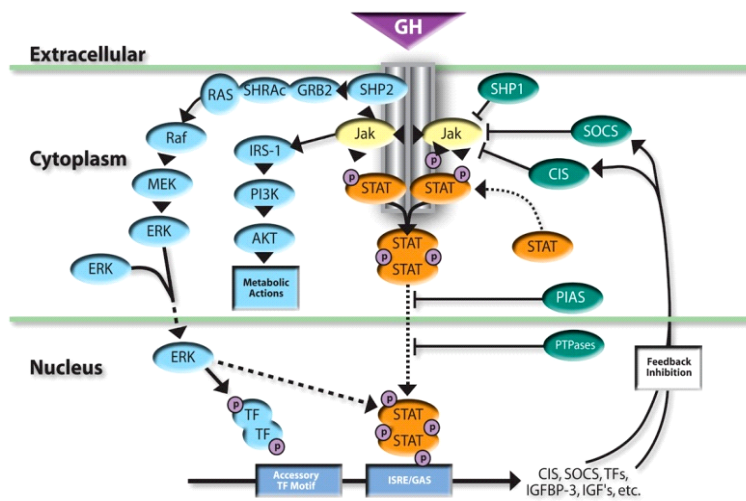 GH
Extracellular
RAS
SHRAc
GRB2
SHP2
SHP1
Raf
IRS-1
Jak
Jak
SOCS
Cytoplasm
P
CIS
MEK
PI3K
P
STAT
STAT
P
ERK
AKT
STAT
STAT
P
P
STAT
ERK
Metabolic
Actions
PIAS
PTPases
Nucleus
ERK
Feedback
Inhibition
P
TF
TF
P
P
STAT
STAT
P
P
P
Accessory
TF Motif
ISRE/GAS
CIS, SOCS, TFs,
IGFBP-3, IGF's, etc.